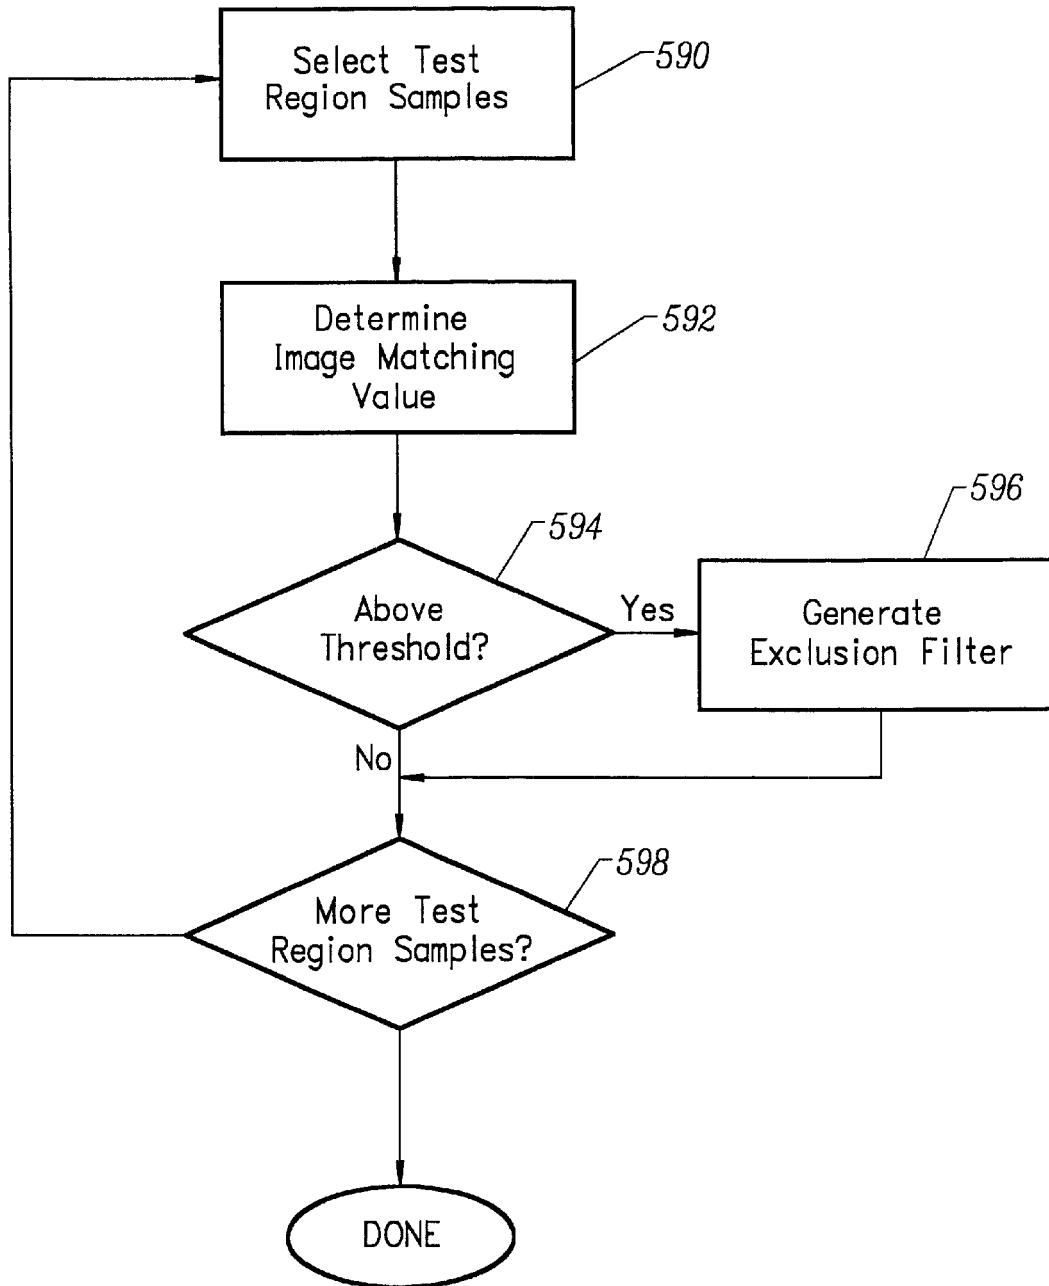 Select Test
Region Samples
590
Determine
Image Matching
Value
592
Above
Threshold?
594
Yes
Generate
Exclusion Filter
596
No
More Test
Region Samples?
598
DONE